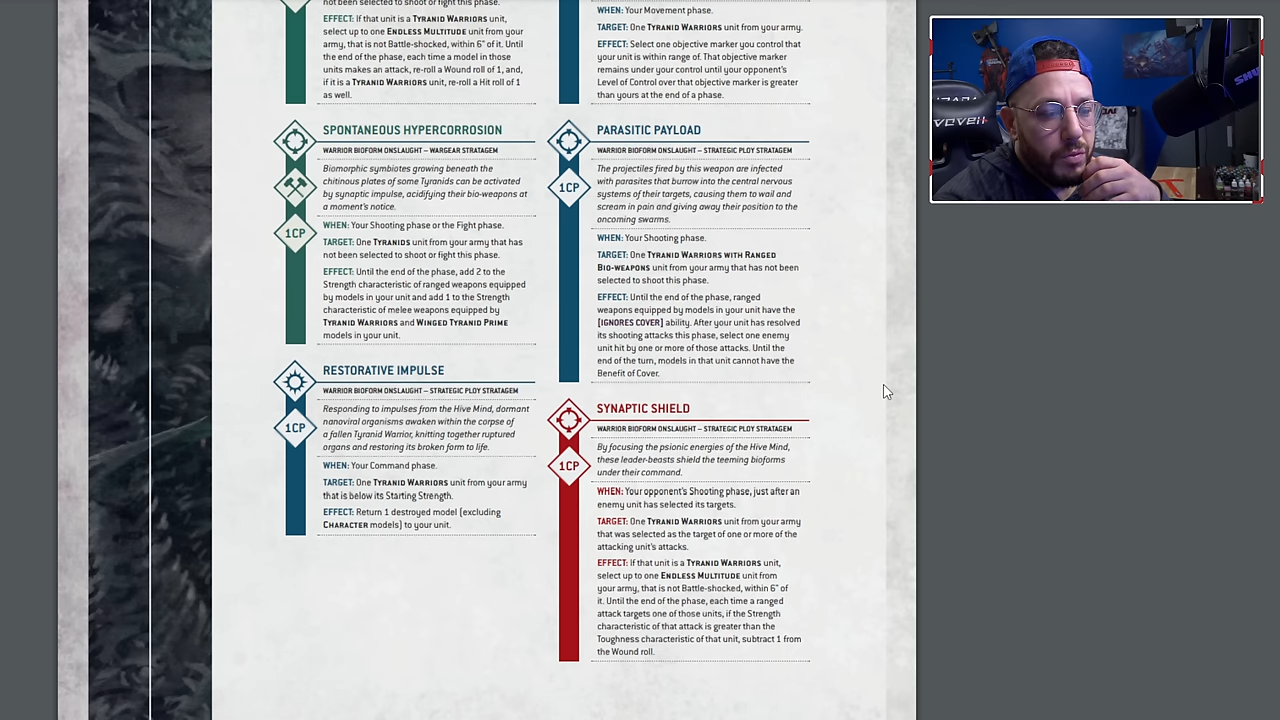 not been selected to shoot or fight this phase.
EFFECT: If that unit is a TYRANID WARRIORS unit,
select up to one ENDLESS MULTITUDE unit from your
army, that is not Battle-shocked, within 6" of it. Until
the end of the phase, each time a model in those
units makes an attack, re-roll a Wound roll of 1, and,
if it is a TYRANID WARRIORS unit, re-roll a Hit roll of 1
as well.
SPONTANEOUS HYPERCORROSION
WARRIOR BIOFORM ONSLAUGHT – WARGEAR STRATAGEM
Biomorphic symbiotes growing beneath the
chitinous plates of some Tyranids can be activated
by synaptic impulse, acidifying their bio-weapons at
a moment's notice.
1CP
WHEN: Your Shooting phase or the Fight phase.
TARGET: One TYRANIDS unit from your army that has
not been selected to shoot or fight this phase.
EFFECT: Until the end of the phase, add 2 to the
Strength characteristic of ranged weapons equipped
by models in your unit and add 1 to the Strength
characteristic of melee weapons equipped by
TYRANID WARRIORS and WINGED TYRANID PRIME
models in your unit.
RESTORATIVE IMPULSE
WARRIOR BIOFORM ONSLAUGHT – STRATEGIC PLOY STRATAGEM
1CP
Responding to impulses from the Hive Mind, dormant
nanoviral organisms awaken within the corpse of
a fallen Tyranid Warrior, knitting together ruptured
organs and restoring its broken form to life.
WHEN: Your Command phase.
TARGET: One TYRANID WARRIORS unit from your army
that is below its Starting Strength.
EFFECT: Return 1 destroyed model (excluding
CHARACTER models) to your unit.
WHEN: Your Movement phase.
TARGET: One TYRANID WARRIORS unit from your army.
EFFECT: Select one objective marker you control that
your unit is within range of. That objective marker
remains under your control until your opponent's
Level of Control over that objective marker is greater
than yours at the end of a phase.
PARASITIC PAYLOAD
WARRIOR BIOFORM ONSLAUGHT – STRATEGIC PLOY STRATAGEM
1CP
The projectiles fired by this weapon are infected
with parasites that burrow into the central nervous
systems of their targets, causing them to wail and
scream in pain and giving away their position to the
oncoming swarms.
WHEN: Your Shooting phase.
TARGET: One TYRANID WARRIORS WITH RANGED
BIO-WEAPONS unit from your army that has not been
selected to shoot this phase.
EFFECT: Until the end of the phase, ranged
weapons equipped by models in your unit have the
[IGNORES COVER] ability. After your unit has resolved
its shooting attacks this phase, select one enemy
unit hit by one or more of those attacks. Until the
end of the turn, models in that unit cannot have the
Benefit of Cover.
SYNAPTIC SHIELD
WARRIOR BIOFORM ONSLAUGHT – STRATEGIC PLOY STRATAGEM
1CP
By focusing the psionic energies of the Hive Mind,
these leader-beasts shield the teeming bioforms
under their command.
WHEN: Your opponent's Shooting phase, just after an
enemy unit has selected its targets.
TARGET: One TYRANID WARRIORS unit from your army
that was selected as the target of one or more of the
attacking unit's attacks.
EFFECT: If that unit is a TYRANID WARRIORS unit,
select up to one ENDLESS MULTITUDE unit from
your army, that is not Battle-shocked, within 6" of
it. Until the end of the phase, each time a ranged
attack targets one of those units, if the Strength
characteristic of that attack is greater than the
Toughness characteristic of that unit, subtract 1 from
the Wound roll.